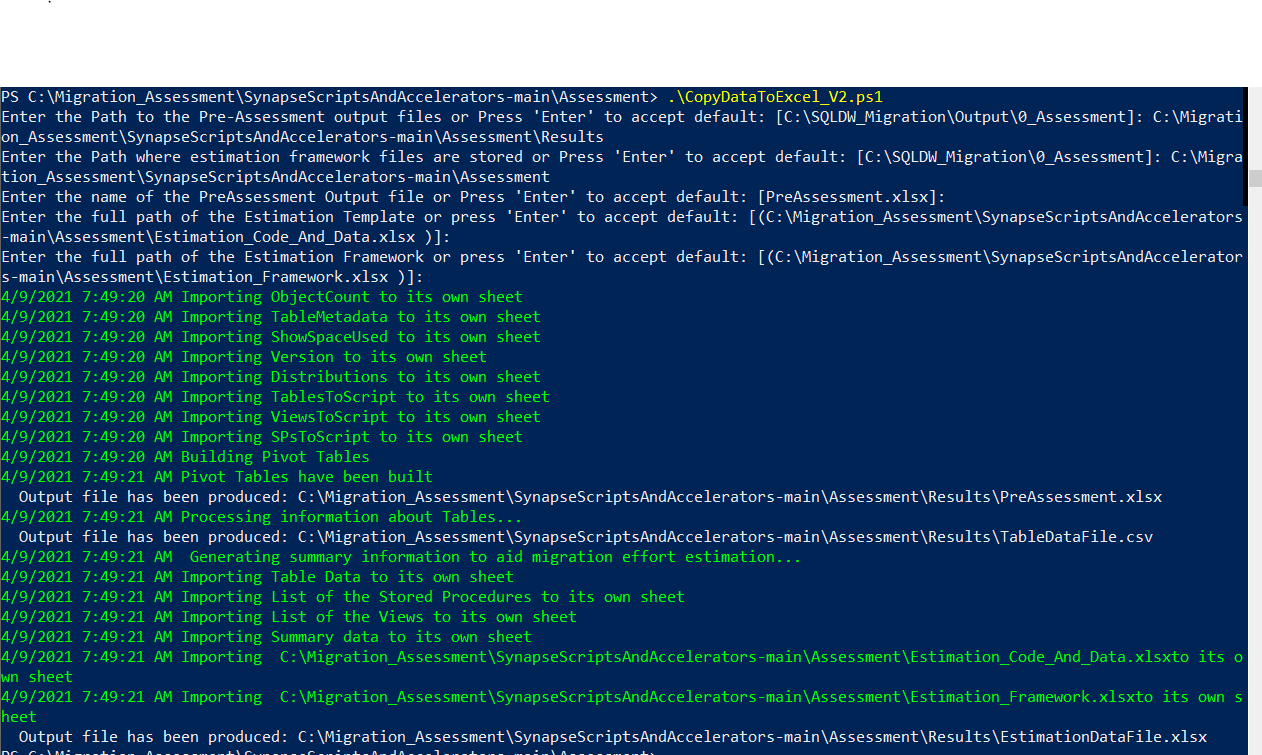 PS C:\Migration_Assessment\SynapseScriptsAndAccelerators-main\Assessment> .\CopyDataToExcel_V2.ps1
Enter the Path to the Pre-Assessment output files or Press 'Enter' to accept default: [C:\SQLDW_Migration\Output\0_Assessment]: C:\Migrati
on_Assessment\SynapseScriptsAndAccelerators-main\Assessment\Results
Enter the Path where estimation framework files are stored or Press 'Enter' to accept default: [C:\SQLDW_Migration\0_Assessment]: C:\Migra
tion_Assessment\SynapseScriptsAndAccelerators-main\Assessment
Enter the name of the PreAssessment Output file or Press 'Enter' to accept default: [PreAssessment.xlsx]:
Enter the full path of the Estimation Template or press 'Enter' to accept default: [(C:\Migration_Assessment\SynapseScriptsAndAccelerators
-main\Assessment\Estimation_Code_And_Data.xlsx )]:
Enter the full path of the Estimation Framework or press 'Enter' to accept default: [(C:\Migration_Assessment\SynapseScriptsAndAccelerator
s-main\Assessment\Estimation_Framework.xlsx )]:
4/9/2021 7:49:20 AM Importing ObjectCount to its own sheet
4/9/2021 7:49:20 AM Importing TableMetadata to its own sheet
4/9/2021 7:49:20 AM Importing ShowSpaceUsed to its own sheet
4/9/2021 7:49:20 AM Importing Version to its own sheet
4/9/2021 7:49:20 AM Importing Distributions to its own sheet
4/9/2021 7:49:20 AM Importing TablesToScript to its own sheet
4/9/2021 7:49:20 AM Importing ViewsToScript to its own sheet
4/9/2021 7:49:20 AM Importing SPsToScript to its own sheet
4/9/2021 7:49:20 AM Building Pivot Tables
4/9/2021 7:49:21 AM Pivot Tables have been built
  Output file has been produced: C:\Migration_Assessment\SynapseScriptsAndAccelerators-main\Assessment\Results\PreAssessment.xlsx
4/9/2021 7:49:21 AM Processing information about Tables...
  Output file has been produced: C:\Migration_Assessment\SynapseScriptsAndAccelerators-main\Assessment\Results\TableDataFile.csv
4/9/2021 7:49:21 AM  Generating summary information to aid migration effort estimation...
4/9/2021 7:49:21 AM Importing Table Data to its own sheet
4/9/2021 7:49:21 AM Importing List of the Stored Procedures to its own sheet
4/9/2021 7:49:21 AM Importing List of the Views to its own sheet
4/9/2021 7:49:21 AM Importing Summary data to its own sheet
4/9/2021 7:49:21 AM Importing  C:\Migration_Assessment\SynapseScriptsAndAccelerators-main\Assessment\Estimation_Code_And_Data.xlsxto its o
wn sheet
4/9/2021 7:49:21 AM Importing  C:\Migration_Assessment\SynapseScriptsAndAccelerators-main\Assessment\Estimation_Framework.xlsxto its own s
heet
  Output file has been produced: C:\Migration_Assessment\SynapseScriptsAndAccelerators-main\Assessment\Results\EstimationDataFile.xlsx
PS C:\Migration_Assessment\SynapseScriptsAndAccelerators-main\Assessment>